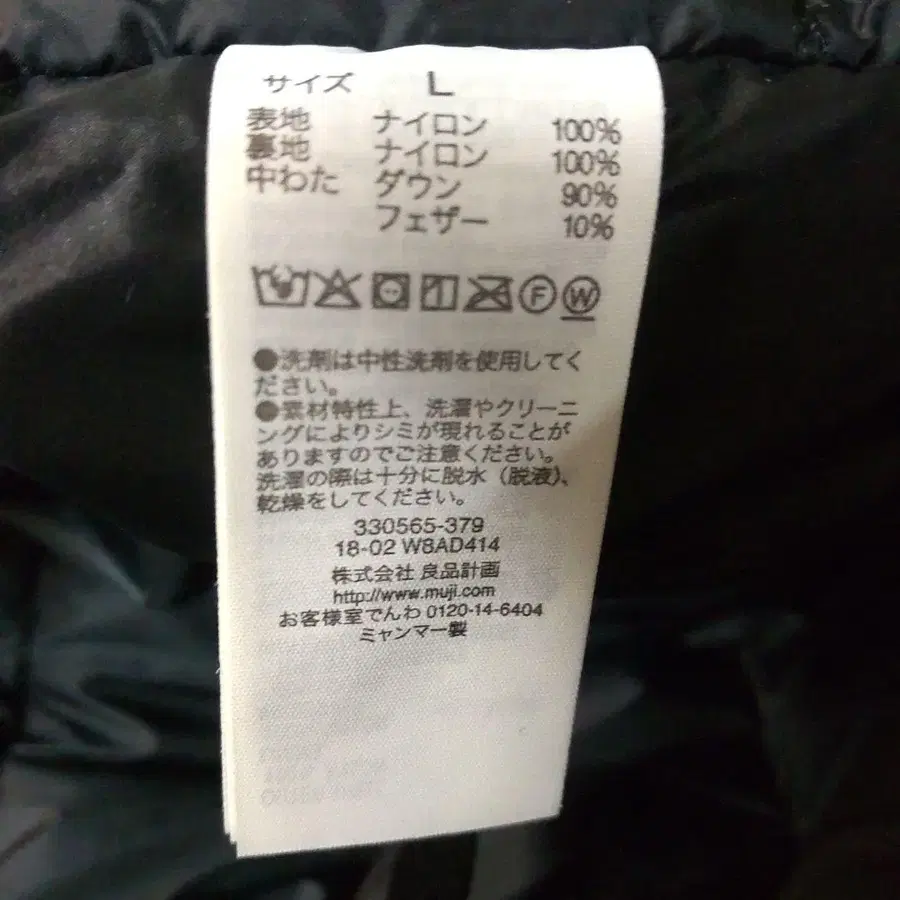 サイズ L
表地 ナイロン 100%
裏地 ナイロン 100%
中わた ダウン 90%
フェザー 10%
F W
●洗剤は中性洗剤を使用してく
ださい。
●素材特性上、洗濯やクリーニ
ングによりシミが現れることが
ありますのでご注意ください。
洗濯の際は十分に脱水（脱液）、
乾燥をしてください。
330565-379
18-02 W8AD414
株式会社 良品計画
http://www.muji.com
お客様室でんわ 0120-14-6404
ミャンマー製